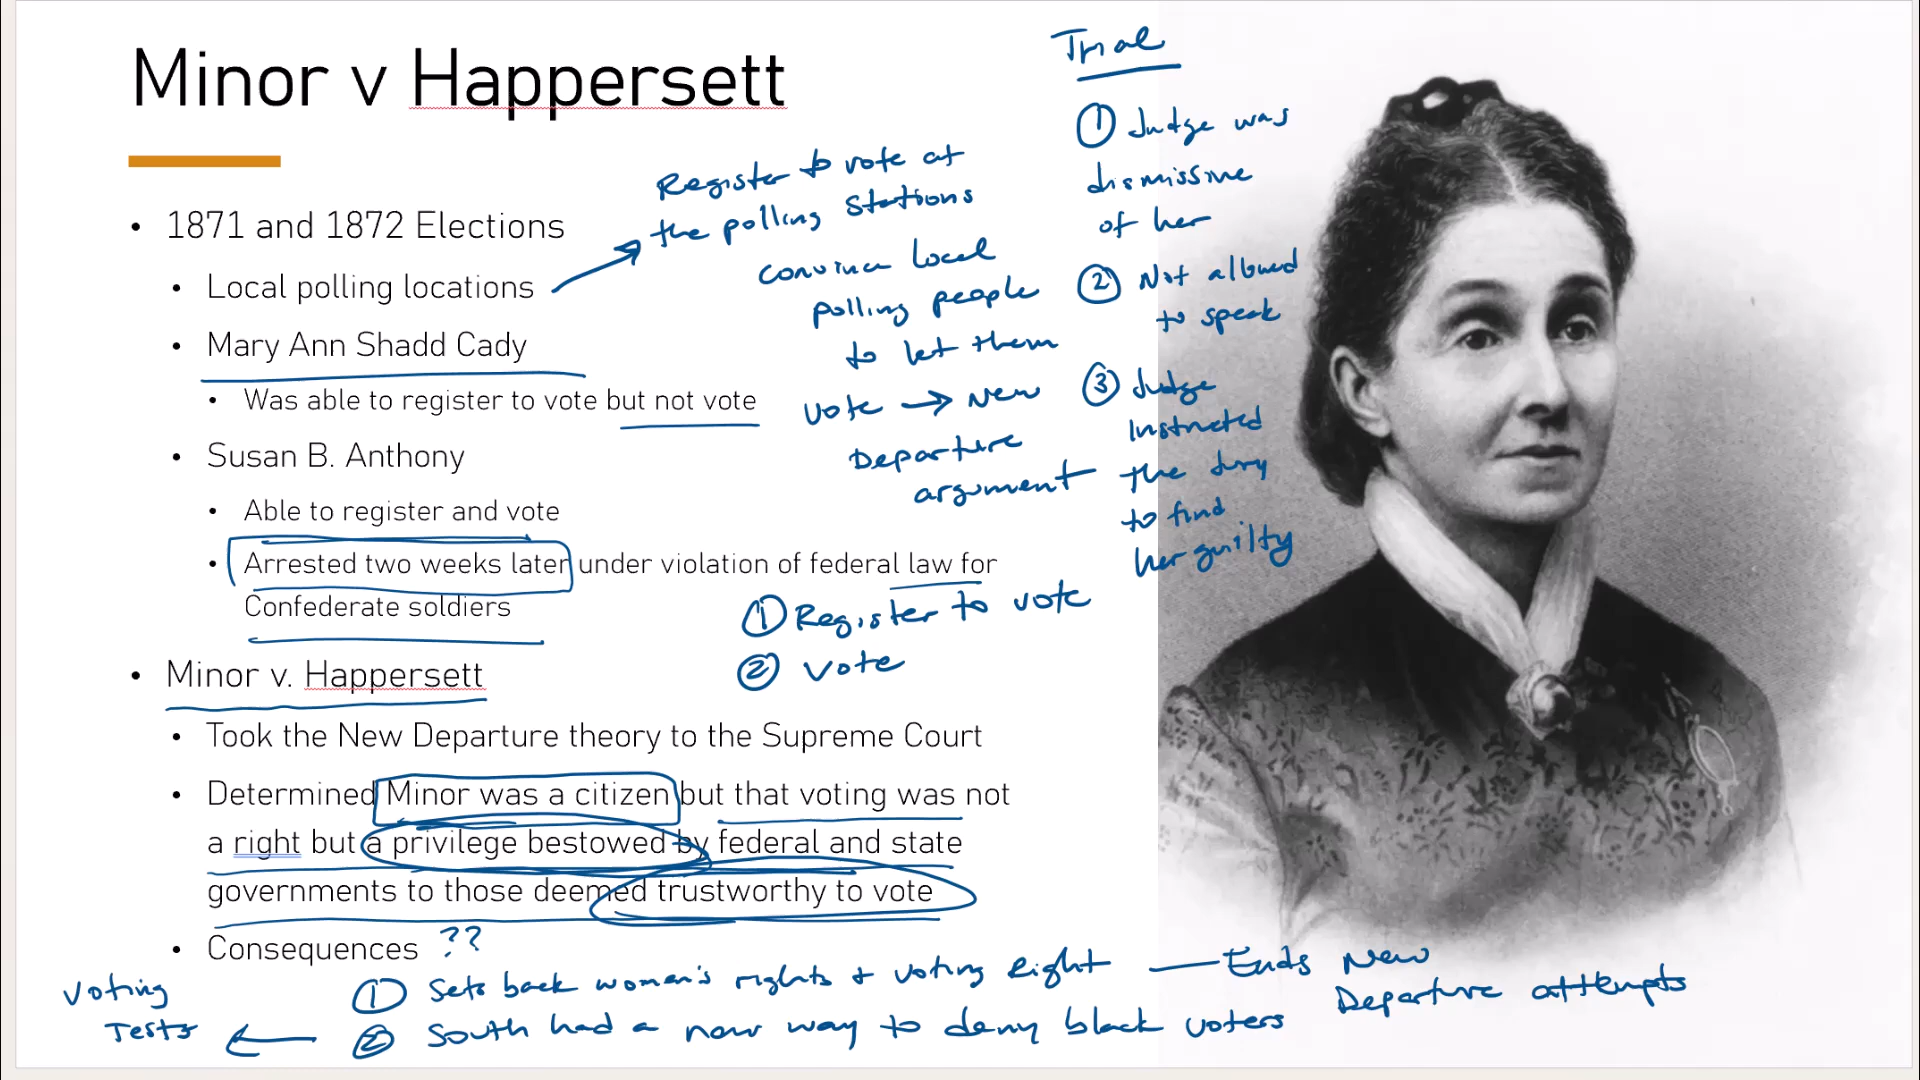 Minor v Happersett
• 1871 and 1872 Elections
• Local polling locations
• Mary Ann Shadd Cady
• Was able to register to vote but not vote
• Susan B. Anthony
• Able to register and vote
• Arrested two weeks later under violation of federal law for
Confederate soldiers
• Minor v. Happersett
• Took the New Departure theory to the Supreme Court
• Determined Minor was a citizen but that voting was not
a right but a privilege bestowed by federal and state
governments to those deemed trustworthy to vote
• Consequences ??
Register to vote at
the polling stations
convince local
polling people
to let them
vote → New
Departure
argument
① Register to vote
② vote
Trial
① Judge was
dismissive
of her
② Not allowed
to speak
③ Judge
Instructed
the Jury
to find
her guilty
① Sets back women's rights + voting Right — Ends New
Departure attempts
② South had a new way to deny black voters
Voting
Tests ←